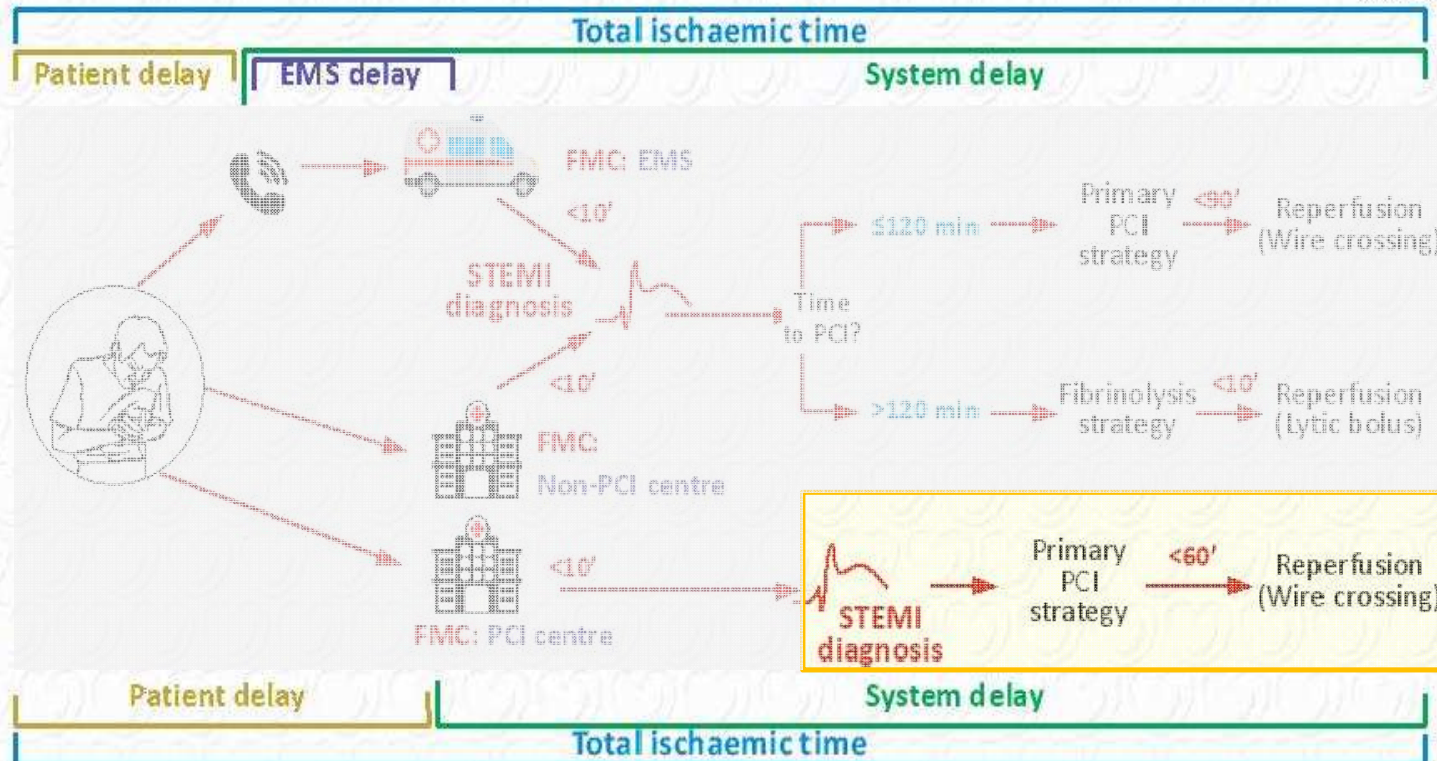 Total ischaemic time
Patient delay
EMS delay
System delay
FMC: EMS
<10'
STEMI
diagnosis
<10'
FMC:
Non-PCI centre
<10'
FMC: PCI centre
Time
to PCI?
≤120 min
Primary
PCI
strategy
<90'
Reperfusion
(Wire crossing)
>120 min
Fibrinolysis
strategy
<10'
Reperfusion
(Lytic bolus)
STEMI
diagnosis
Primary
PCI
strategy
<60'
Reperfusion
(Wire crossing)
Patient delay
System delay
Total ischaemic time